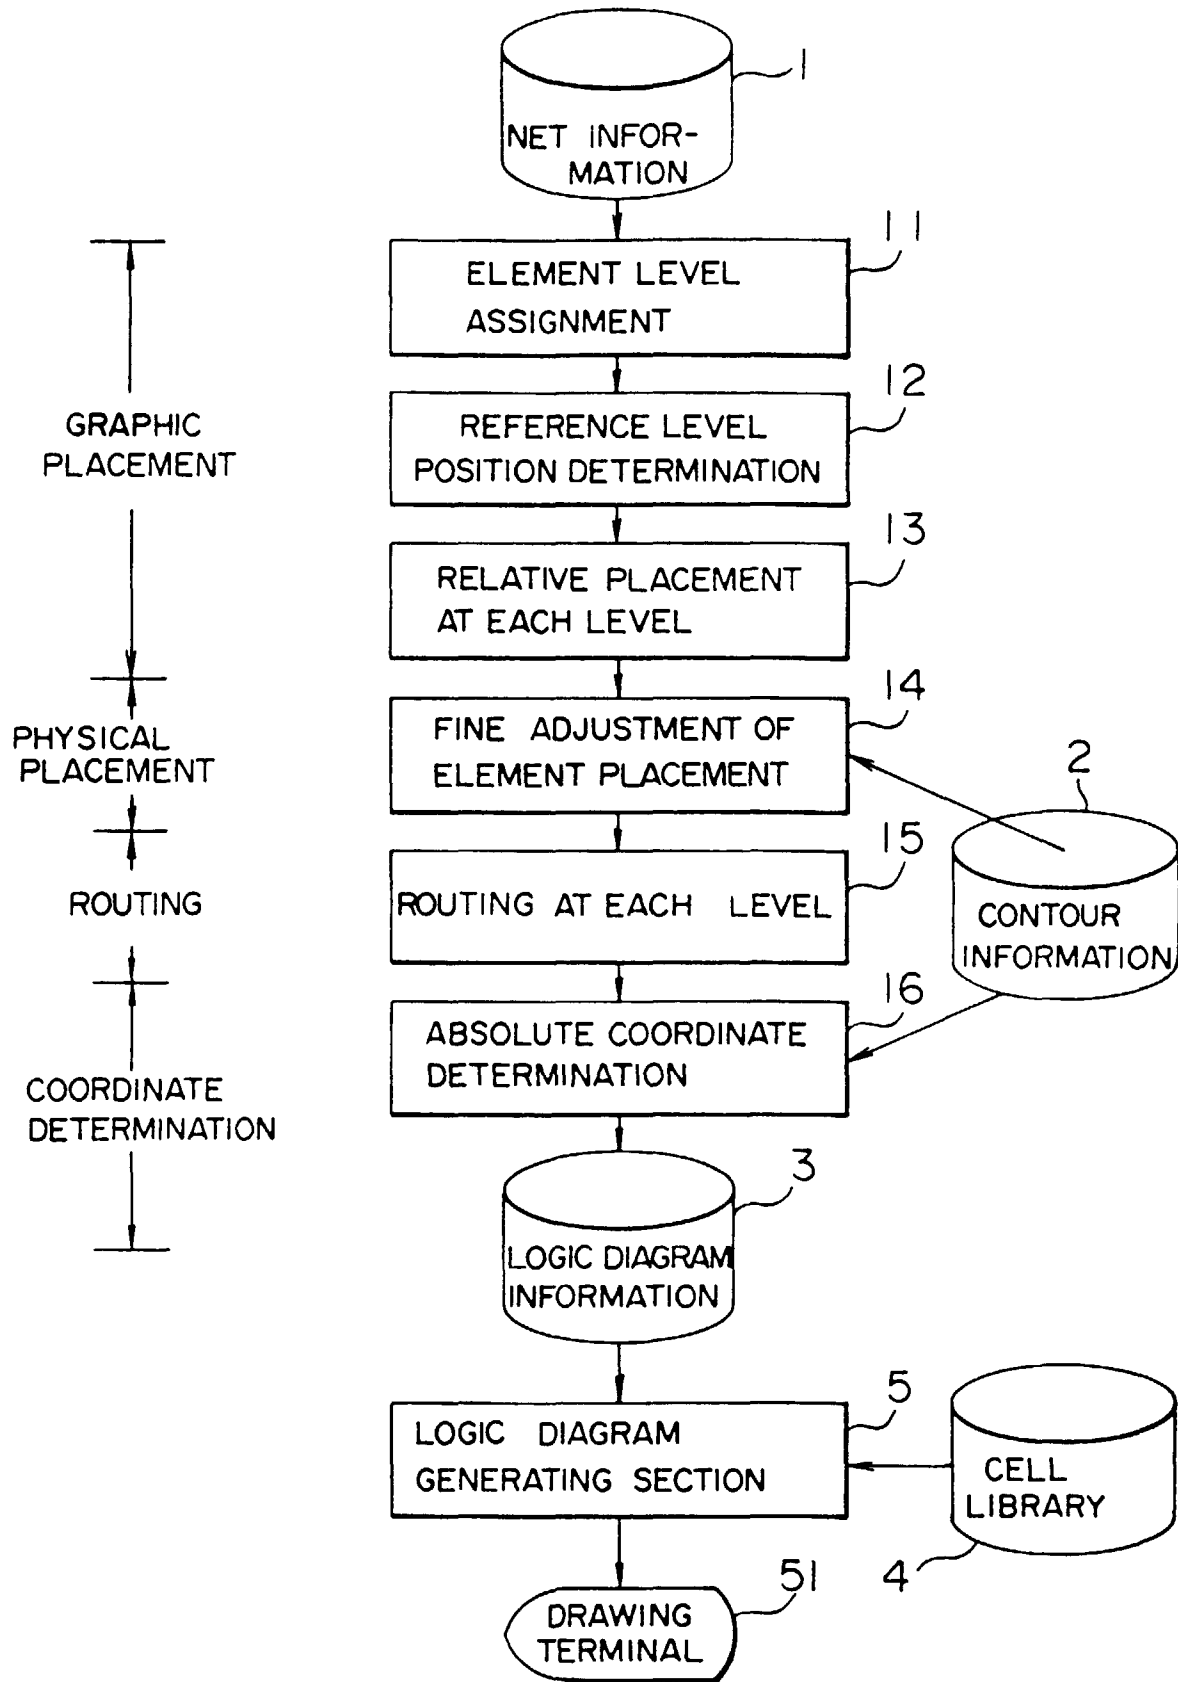 1
NET INFOR-
MATION
11
ELEMENT LEVEL
ASSIGNMENT
12
REFERENCE LEVEL
POSITION DETERMINATION
GRAPHIC
PLACEMENT
13
RELATIVE PLACEMENT
AT EACH LEVEL
14
FINE ADJUSTMENT OF
ELEMENT PLACEMENT
PHYSICAL
PLACEMENT
2
CONTOUR
INFORMATION
15
ROUTING AT EACH LEVEL
ROUTING
16
ABSOLUTE COORDINATE
DETERMINATION
COORDINATE
DETERMINATION
3
LOGIC DIAGRAM
INFORMATION
5
LOGIC DIAGRAM
GENERATING SECTION
CELL
LIBRARY
4
51
DRAWING
TERMINAL